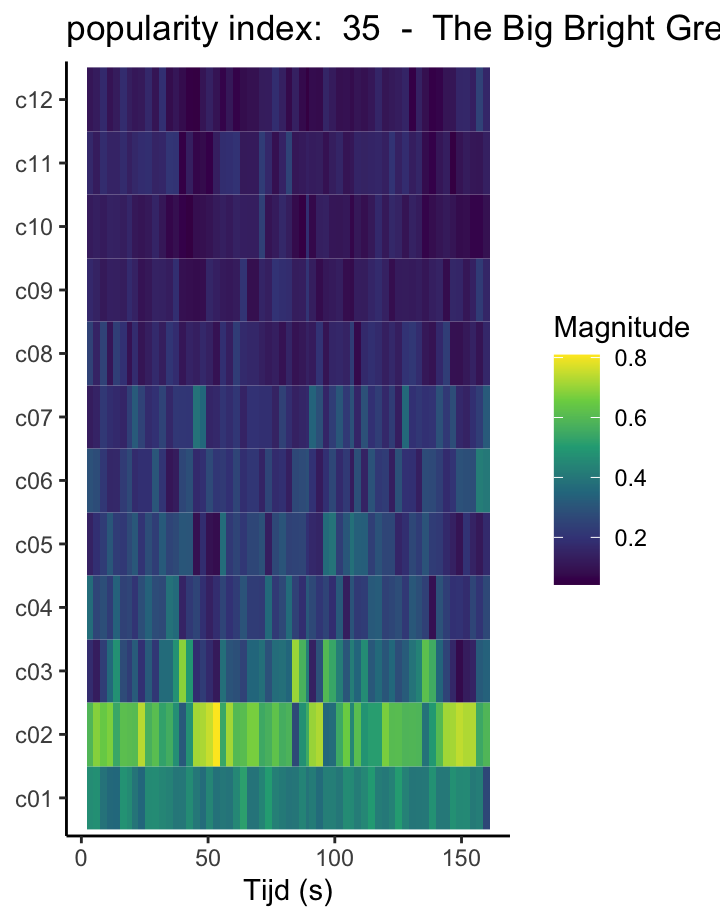 popularity index:  35  -  The Big Bright Gre
c12
c11
c10
c09
c08
c07
c06
c05
c04
c03
c02
c01
0 50 100 150
Tijd (s)
Magnitude
0.8
0.6
0.4
0.2